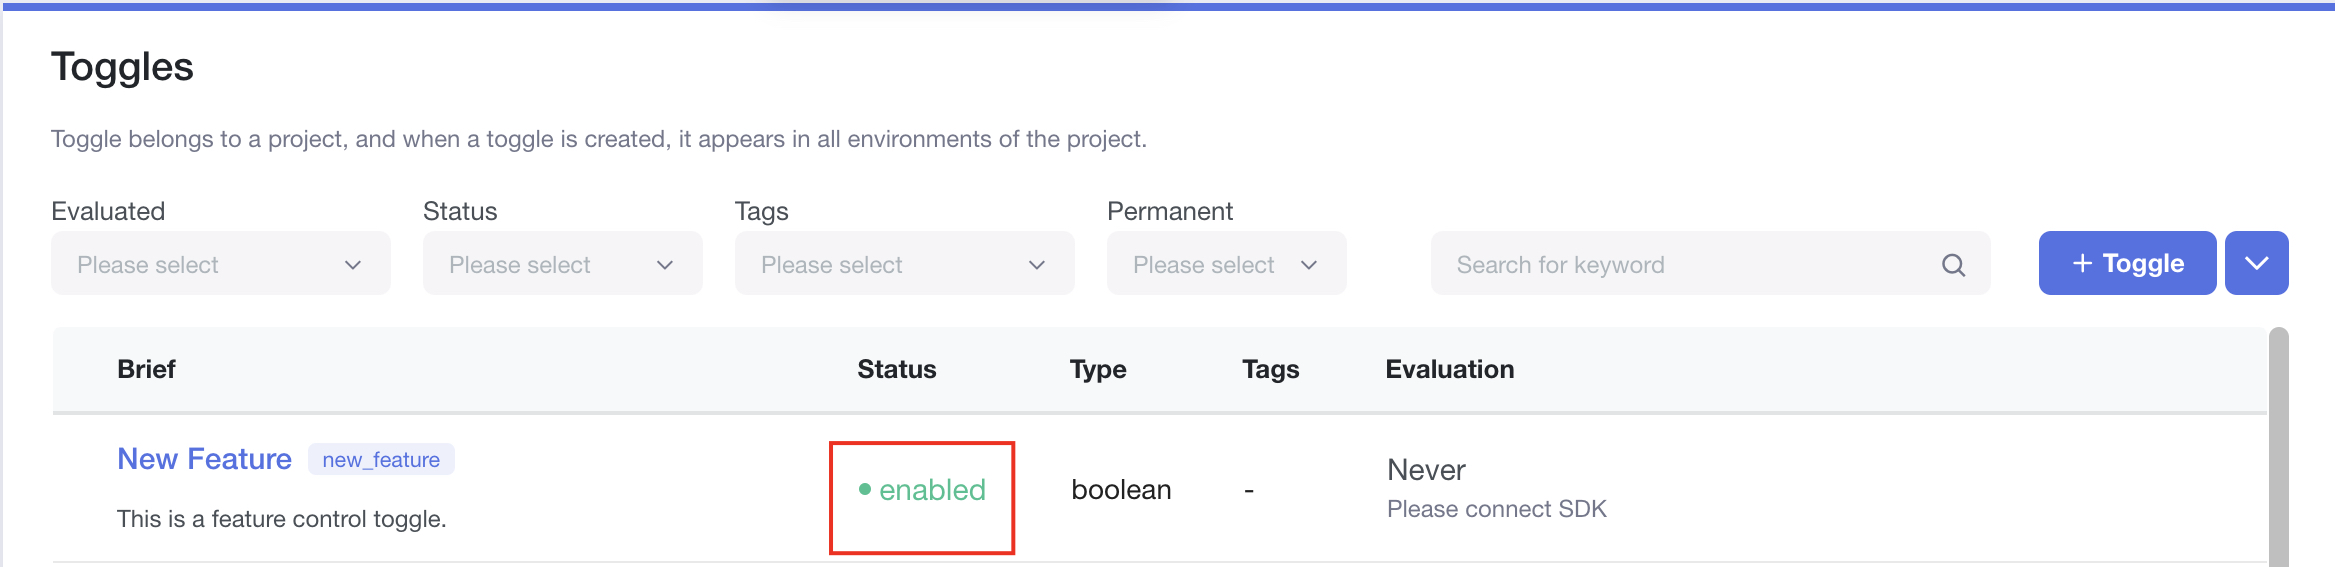 Toggles
Toggle belongs to a project, and when a toggle is created, it appears in all environments of the project.
Evaluated Status Tags Permanent
Please select Please select Please select Please select Search for keyword + Toggle
Brief Status Type Tags Evaluation
New Feature new_feature
This is a feature control toggle.
enabled boolean -
Never
Please connect SDK